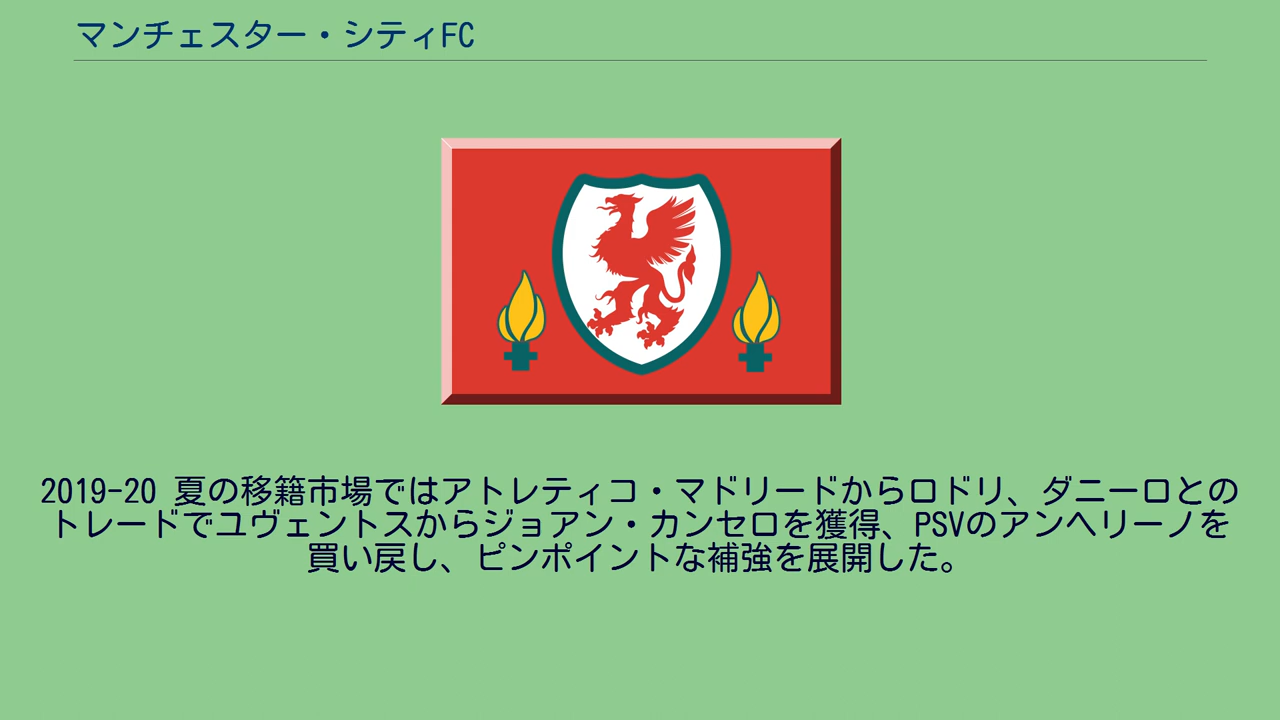 マンチェスター・シティFC
2019-20 夏の移籍市場ではアトレティコ・マドリードからロドリ、ダニーロとの
トレードでユヴェントスからジョアン・カンセロを獲得、PSVのアンヘリーノを
買い戻し、ピンポイントな補強を展開した。